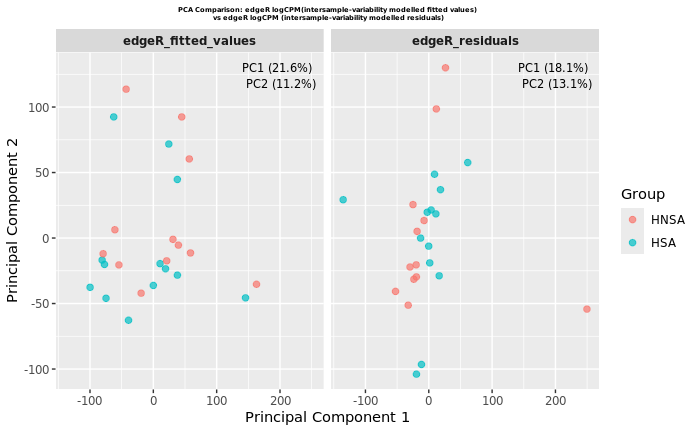 PCA Comparison: edgeR logCPM(intersample-variability modelled fitted values)
vs edgeR logCPM (intersample-variability modelled residuals)
edgeR_fitted_values
edgeR_residuals
PC1 (21.6%)
PC2 (11.2%)
PC1 (18.1%)
PC2 (13.1%)
Principal Component 2
100
50
0
-50
-100
-100 0 100 200
-100 0 100 200
Principal Component 1
Group
HNSA
HSA